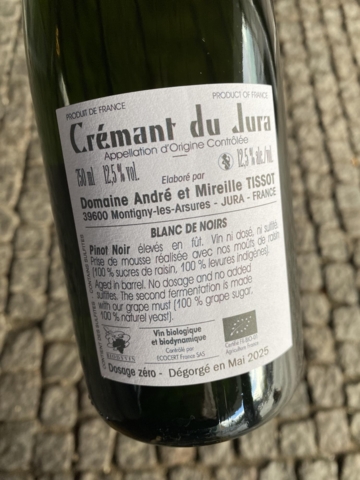 PRODUIT DE FRANCE
PRODUCT OF FRANCE
Crémant du Jura
Appellation d'Origine Contrôlée
750 ml 12,5 % vol.
12,5 % alc./vol.
Elaboré par
Domaine André et Mireille TISSOT
39600 Montigny-les-Arsures - JURA - FRANCE
BLANC DE NOIRS
Pinot Noir élevés en fût. Vin ni dosé, ni sulfité
Prise de mousse réalisée avec nos moûts de raisin
(100 % sucres de raisin, 100 % levures indigènes).
Aged in barrel. No dosage and no added
sulfites. The second fermentation is made
with our grape must (100 % grape sugar,
100 % natural yeast).
Vin biologique
et biodynamique
Contrôlé par
ECOCERT France SAS
Agriculture France
Dosage zéro - Dégorgé en Mai 2025